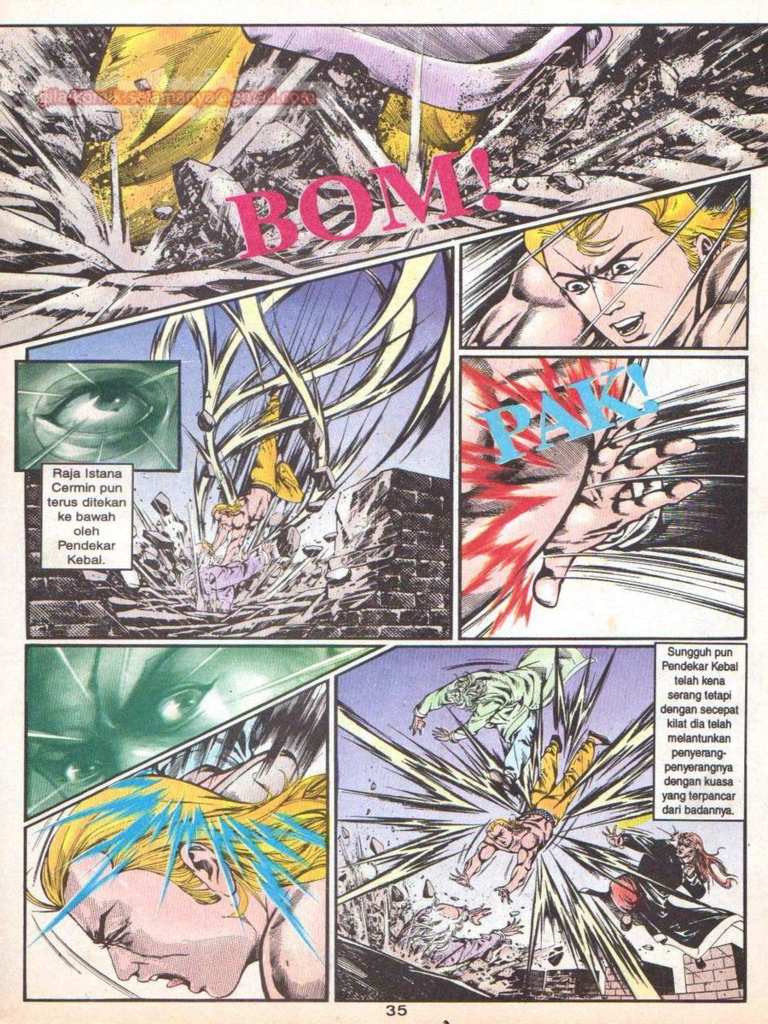 BOM!
Raja Istana
Cermin pun
terus ditekan
ke bawah
oleh
Pendekar
Kebal.
PAK!
Sungguh pun
Pendekar Kebal
telah kena
serang tetapi
dengan secepat
kilat dia telah
melantunkan
penyerang-
penyerangnya
dengan kuasa
yang terpancar
dari badannya.
35